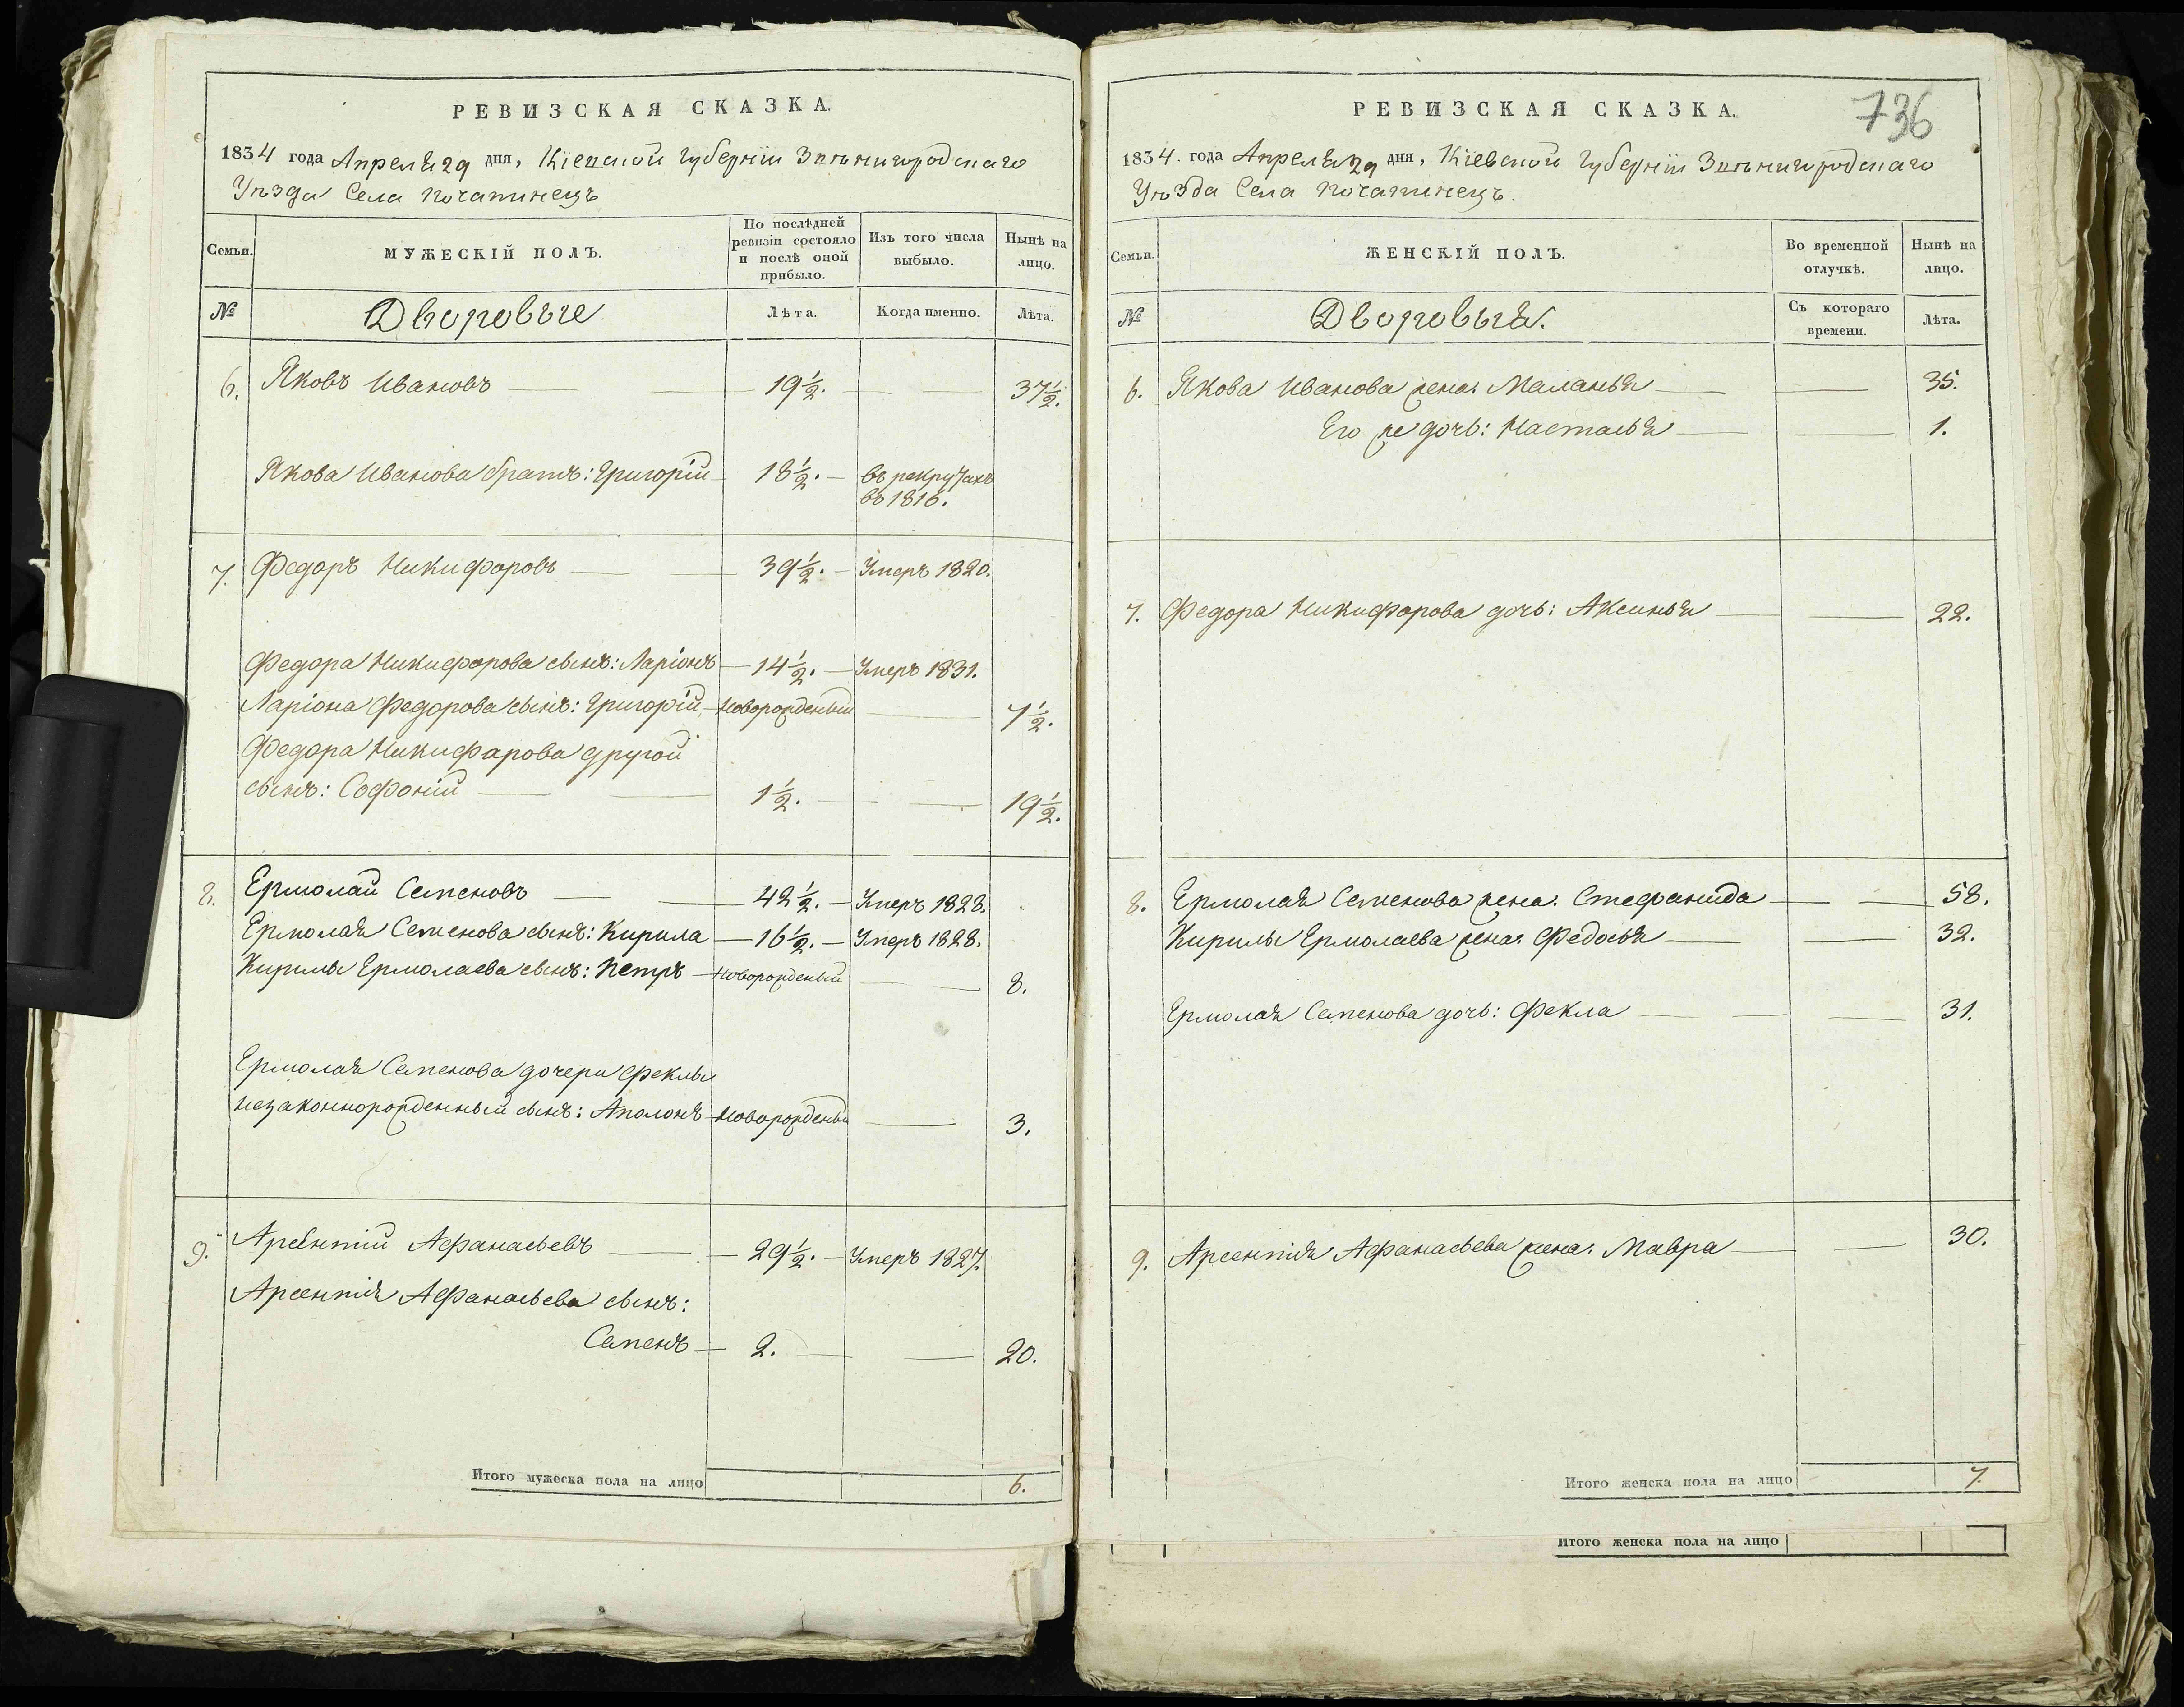 РЕВИЗСКАЯ СКАЗКА.
1834 года Апреля 29 дня, Кіевской Губерніи Звѣнигородскаго
Уѣзда Села Почапинецъ
Семьи.
МУЖЕСКІЙ ПОЛЪ.
По послѣдней ревизіи состояло и послѣ оной прибыло.
Изъ того числа выбыло.
Нынѣ на лицо.
№
Дворовые
Лѣта.
Когда именно.
Лѣта.
6. Яковъ Ивановъ 19½. 37½.
Якова Иванова братъ: Григорій 18½. въ рекрутахъ
въ 1816.
7. Федоръ Никифоровъ 39½. Умеръ 1820.
Федора Никифорова сынъ: Ларіонъ 14½. Умеръ 1831.
Ларіона Федорова сынъ: Григорій новорожденый 7½.
Федора Никифарова другой
сынъ: Софоній 1½. 19½.
8. Ермолай Семеновъ 42½. Умеръ 1828.
Ермолая Семенова сынъ: Кирила 16½. Умеръ 1828.
Кирилы Ермолаева сынъ: Петръ новорожденый 8.
Ермолая Семенова дочери Феклы
незаконнорожденный сынъ: Аполонъ новорожденый 3.
9. Арсентій Афанасьевъ 29½. Умеръ 1827.
Арсентія Афанасьева сынъ:
Семенъ 2. 20.
Итого мужеска пола на лицо 6.
736
РЕВИЗСКАЯ СКАЗКА.
1834. года Апреля 29 дня, Кіевской Губерніи Звѣнигородскаго
Уѣзда Села Почапинецъ.
Семьи.
ЖЕНСКІЙ ПОЛЪ.
Во временной отлучкѣ.
Нынѣ на лицо.
№
Дворовыя.
Съ котораго времени.
Лѣта.
6. Якова Иванова жена: Маланья 35.
Его же дочь: Настасья 1.
7. Федора Никифорова дочь: Аксинья 22.
8. Ермолая Семенова жена: Стефанида 58.
Кирилы Ермолаева жена: Федосья 32.
Ермолая Семенова дочь: Фекла 31.
9. Арсентія Афанасьева жена: Мавра 30.
Итого женска пола на лицо 7.
Итого женска пола на лицо